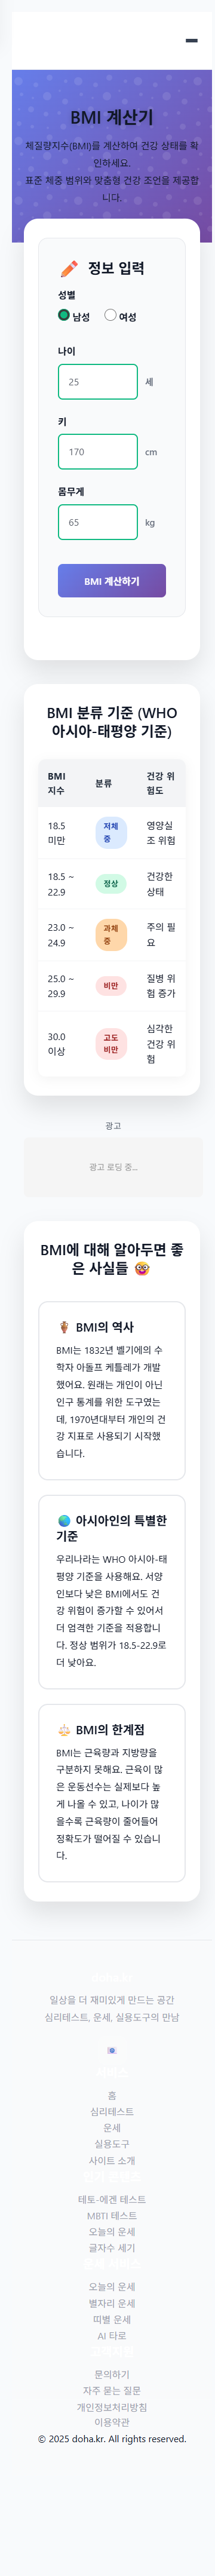 BMI 계산기
체질량지수(BMI)를 계산하여 건강 상태를 확
인하세요.
표준 체중 범위와 맞춤형 건강 조언을 제공합
니다.
정보 입력
성별
남성 여성
나이
25 세
키
170 cm
몸무게
65 kg
BMI 계산하기
BMI 분류 기준 (WHO
아시아-태평양 기준)
BMI
지수
분류
건강 위
험도
18.5
미만
저체
중
영양실
조 위험
18.5 ~
22.9
정상
건강한
상태
23.0 ~
24.9
과체
중
주의 필
요
25.0 ~
29.9
비만
질병 위
험 증가
30.0
이상
고도
비만
심각한
건강 위
험
광고
광고 로딩 중...
BMI에 대해 알아두면 좋
은 사실들
BMI의 역사
BMI는 1832년 벨기에의 수
학자 아돌프 케틀레가 개발
했어요. 원래는 개인이 아닌
인구 통계를 위한 도구였는
데, 1970년대부터 개인의 건
강 지표로 사용되기 시작했
습니다.
아시아인의 특별한
기준
우리나라는 WHO 아시아-태
평양 기준을 사용해요. 서양
인보다 낮은 BMI에서도 건
강 위험이 증가할 수 있어서
더 엄격한 기준을 적용합니
다. 정상 범위가 18.5-22.9로
더 낮아요.
BMI의 한계점
BMI는 근육량과 지방량을
구분하지 못해요. 근육이 많
은 운동선수는 실제보다 높
게 나올 수 있고, 나이가 많
을수록 근육량이 줄어들어
정확도가 떨어질 수 있습니
다.
일상을 더 재미있게 만드는 공간
심리테스트, 운세, 실용도구의 만남
홈
심리테스트
운세
실용도구
사이트 소개
테토-에겐 테스트
MBTI 테스트
오늘의 운세
글자수 세기
오늘의 운세
별자리 운세
띠별 운세
AI 타로
문의하기
자주 묻는 질문
개인정보처리방침
이용약관
© 2025 doha.kr. All rights reserved.